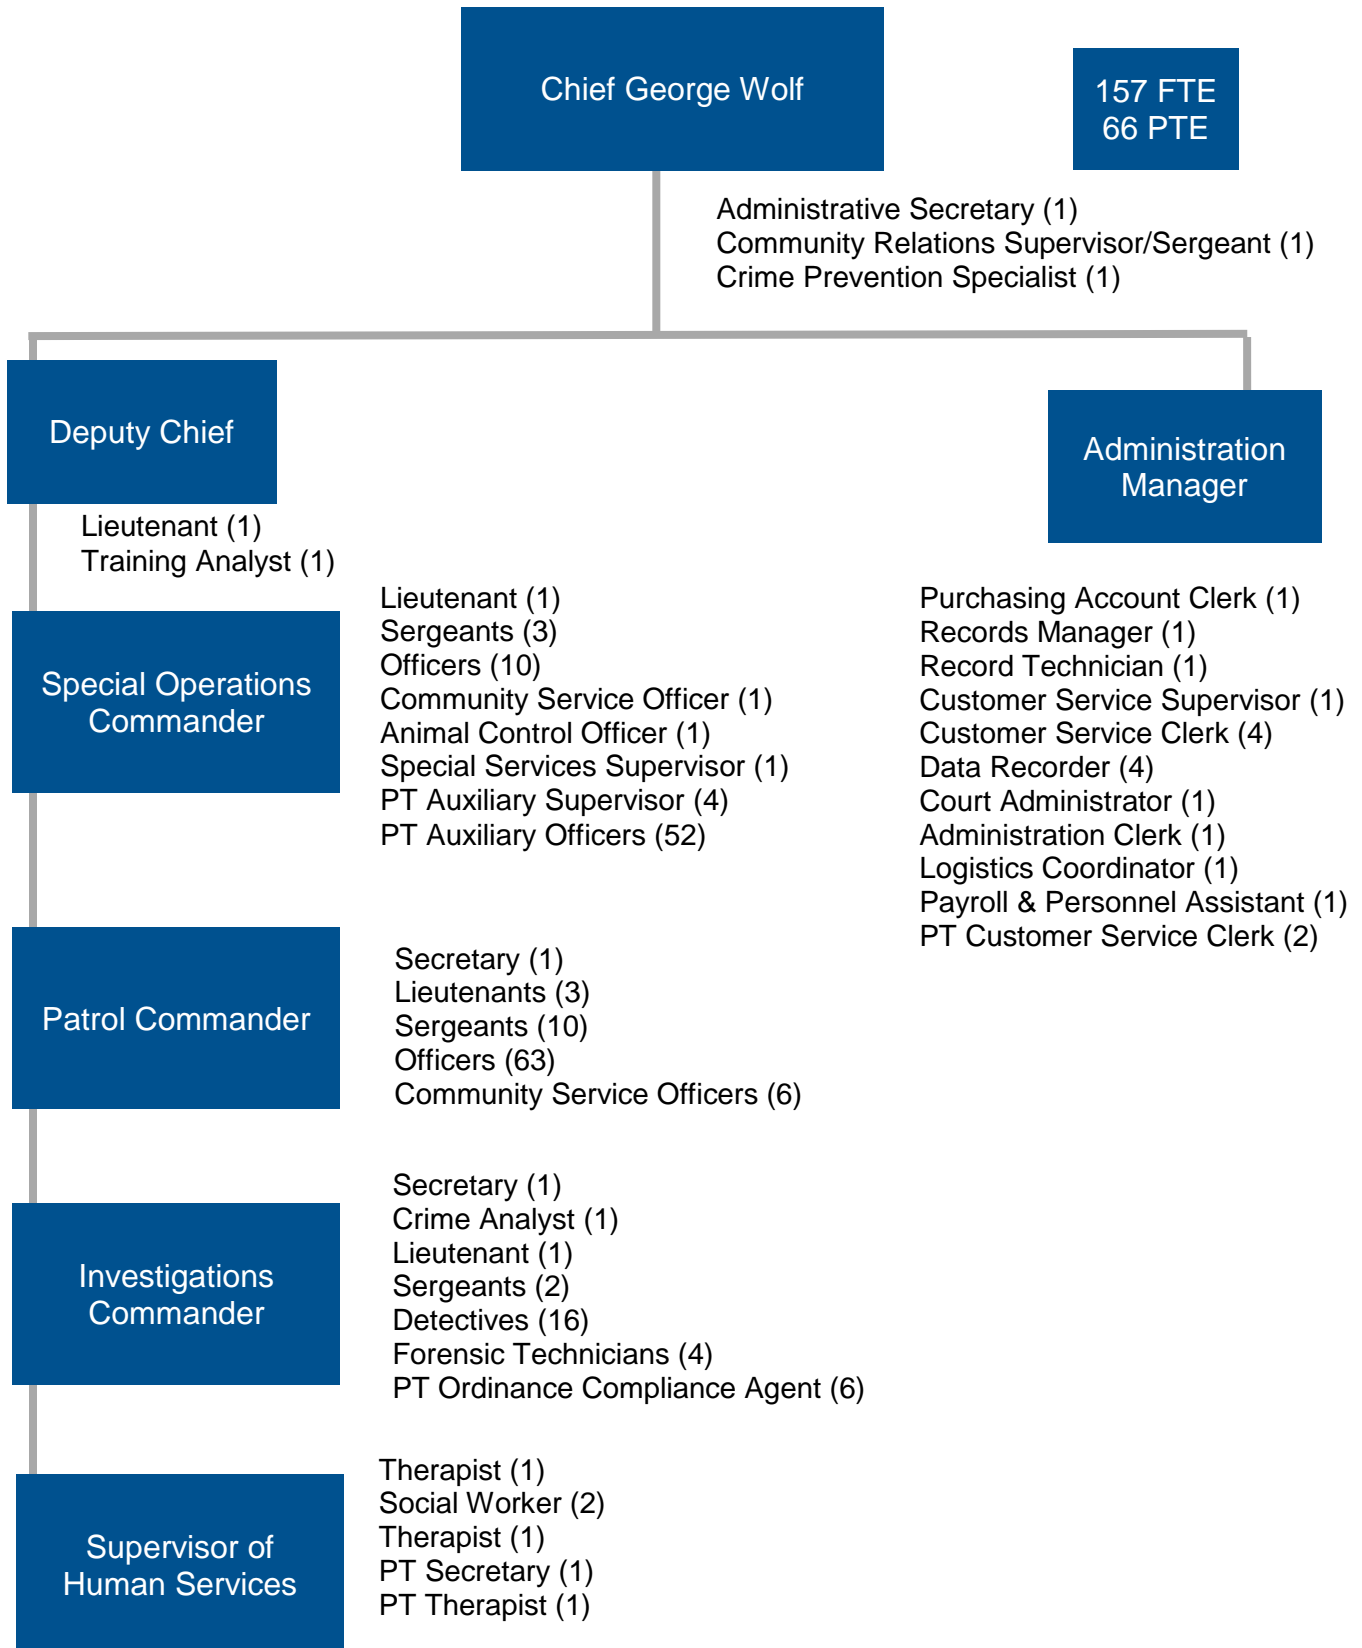 Chief George Wolf
157 FTE
66 PTE
Administrative Secretary (1)
Community Relations Supervisor/Sergeant (1)
Crime Prevention Specialist (1)
Deputy Chief
Lieutenant (1)
Training Analyst (1)
Administration
Manager
Purchasing Account Clerk (1)
Records Manager (1)
Record Technician (1)
Customer Service Supervisor (1)
Customer Service Clerk (4)
Data Recorder (4)
Court Administrator (1)
Administration Clerk (1)
Logistics Coordinator (1)
Payroll & Personnel Assistant (1)
PT Customer Service Clerk (2)
Special Operations
Commander
Lieutenant (1)
Sergeants (3)
Officers (10)
Community Service Officer (1)
Animal Control Officer (1)
Special Services Supervisor (1)
PT Auxiliary Supervisor (4)
PT Auxiliary Officers (52)
Patrol Commander
Secretary (1)
Lieutenants (3)
Sergeants (10)
Officers (63)
Community Service Officers (6)
Investigations
Commander
Secretary (1)
Crime Analyst (1)
Lieutenant (1)
Sergeants (2)
Detectives (16)
Forensic Technicians (4)
PT Ordinance Compliance Agent (6)
Supervisor of
Human Services
Therapist (1)
Social Worker (2)
Therapist (1)
PT Secretary (1)
PT Therapist (1)